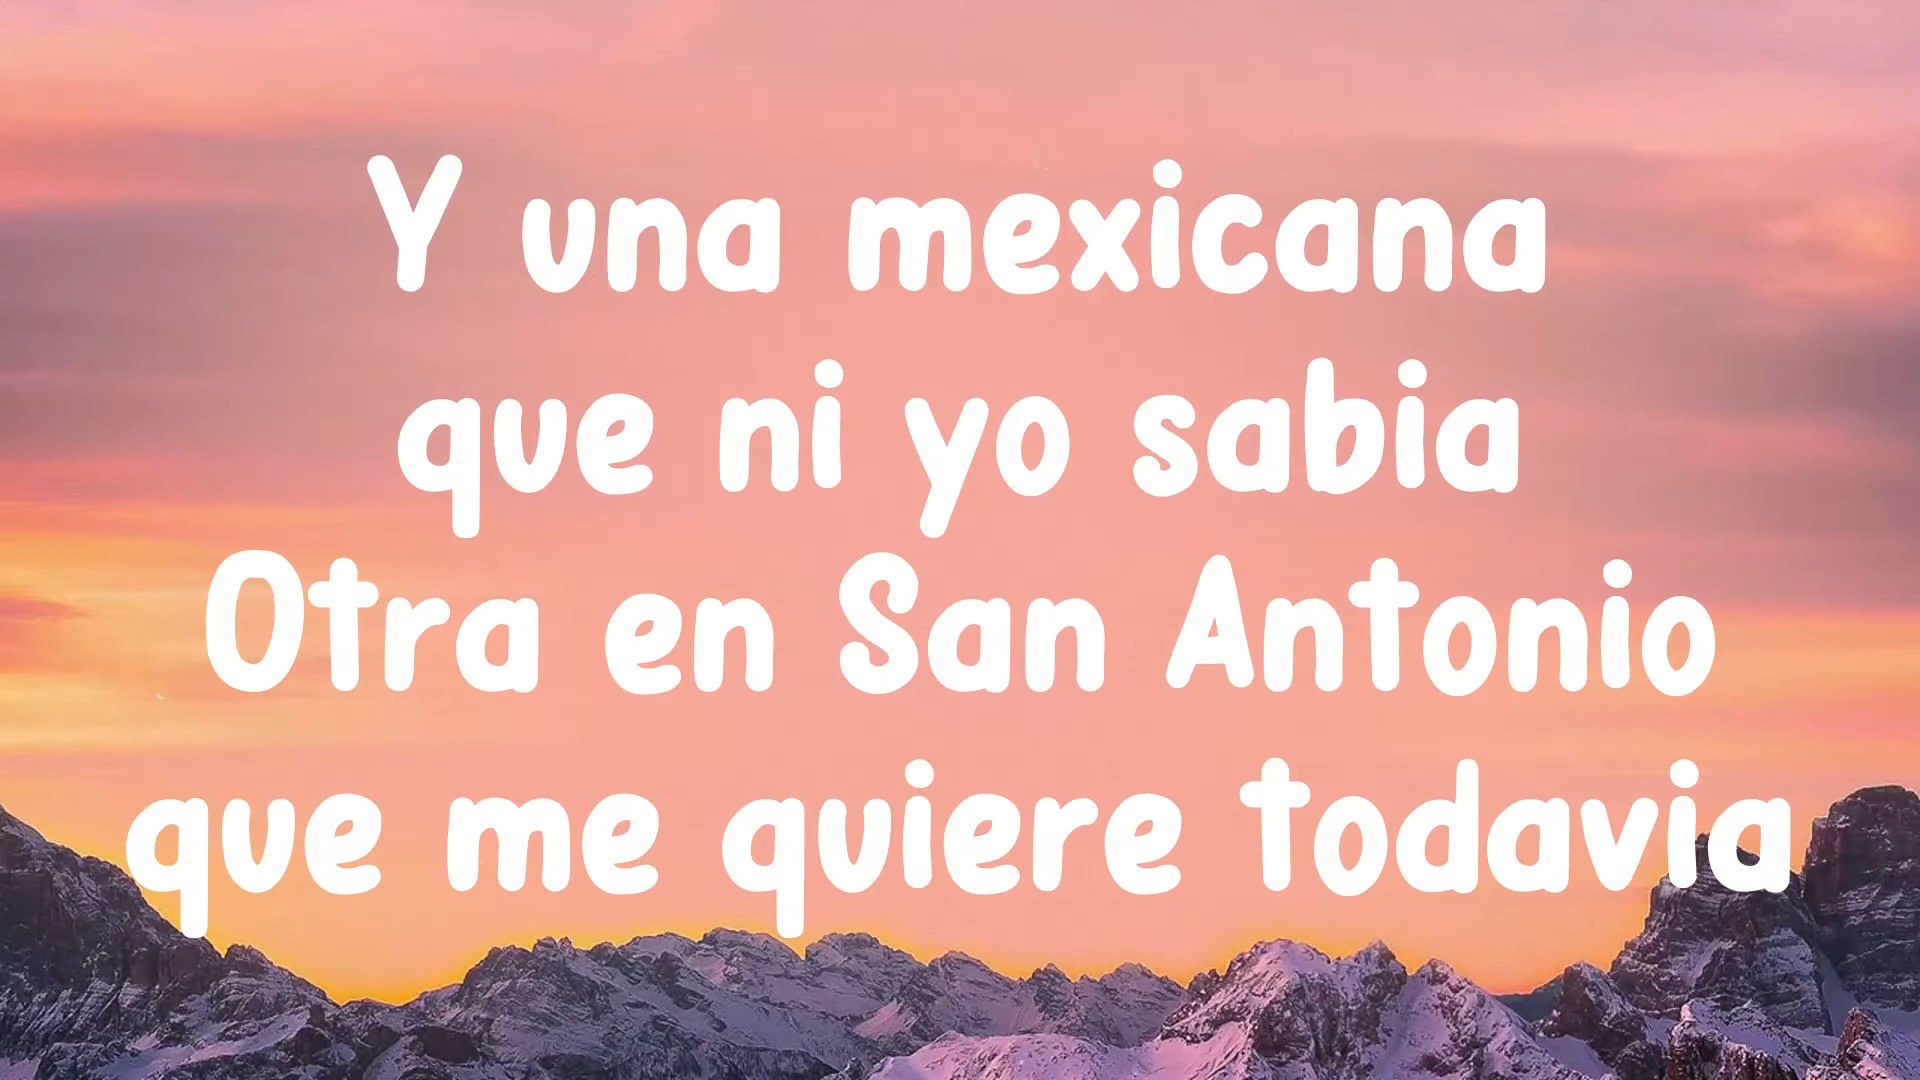 Y una mexicana
que ni yo sabia
Otra en San Antonio
que me quiere todavia